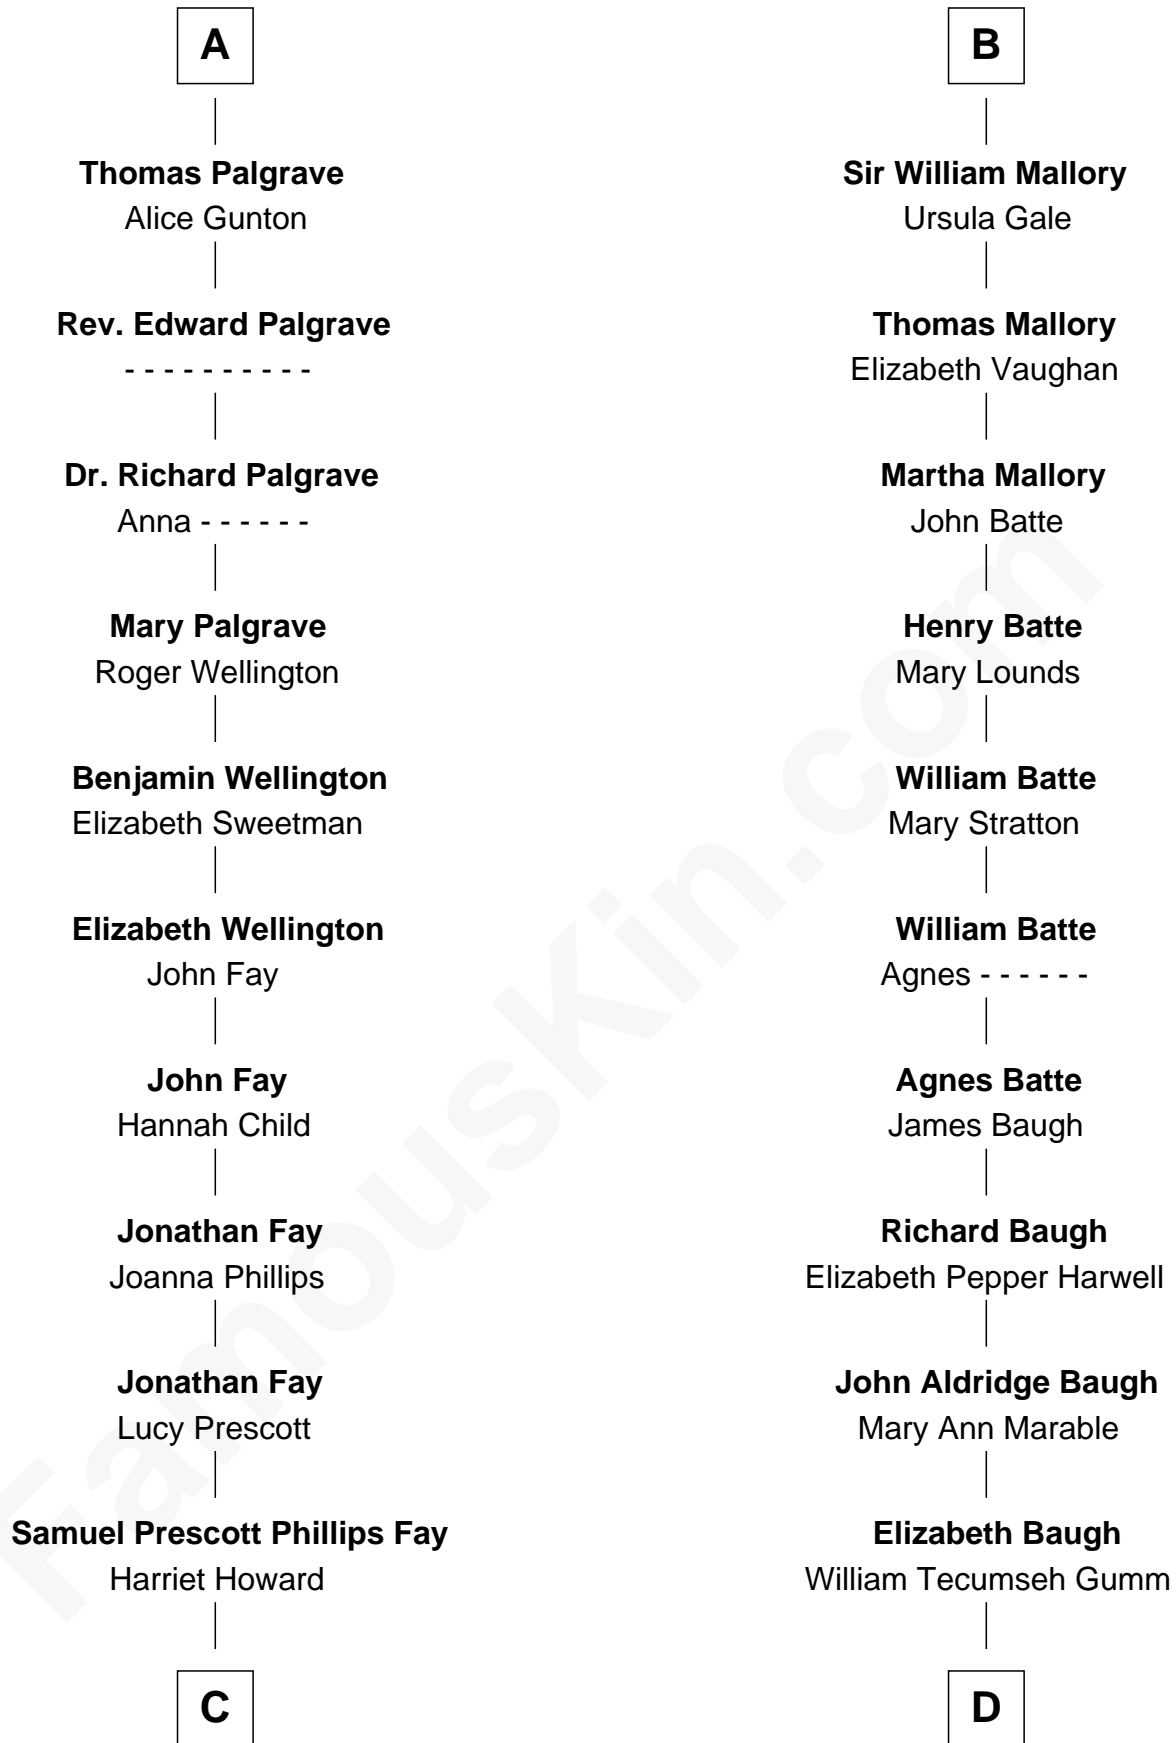 A
Thomas Palgrave
Alice Gunton
Rev. Edward Palgrave
- - - - - - - - - -
Dr. Richard Palgrave
Anna - - - - - -
Mary Palgrave
Roger Wellington
Benjamin Wellington
Elizabeth Sweetman
Elizabeth Wellington
John Fay
John Fay
Hannah Child
Jonathan Fay
Joanna Phillips
Jonathan Fay
Lucy Prescott
Samuel Prescott Phillips Fay
Harriet Howard
C
B
Sir William Mallory
Ursula Gale
Thomas Mallory
Elizabeth Vaughan
Martha Mallory
John Batte
Henry Batte
Mary Lounds
William Batte
Mary Stratton
William Batte
Agnes - - - - - -
Agnes Batte
James Baugh
Richard Baugh
Elizabeth Pepper Harwell
John Aldridge Baugh
Mary Ann Marable
Elizabeth Baugh
William Tecumseh Gumm
D
FamousKin.com